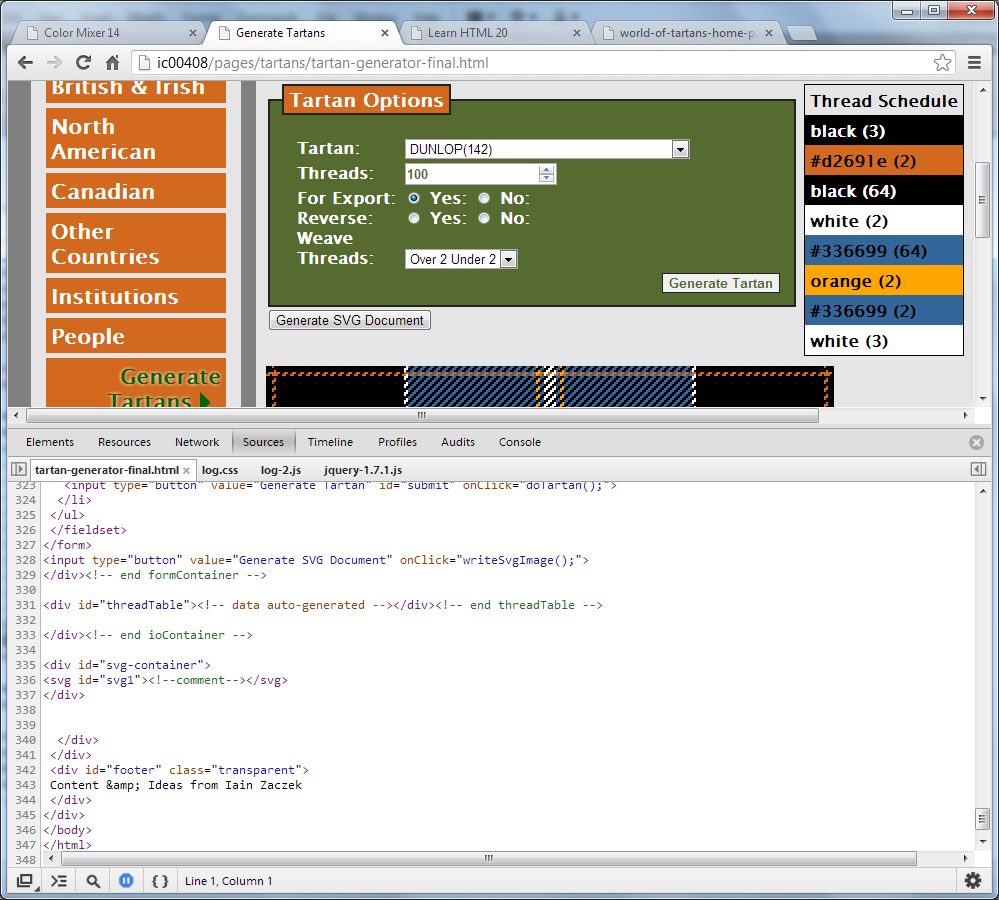 Color Mixer 14
Generate Tartans
Learn HTML 20
world-of-tartans-home-p
ic00408/pages/tartans/tartan-generator-final.html
British & Irish
North
American
Canadian
Other
Countries
Institutions
People
Generate
Tartans
Tartan Options
Tartan: DUNLOP(142)
Threads: 100
For Export: Yes: No:
Reverse: Yes: No:
Weave
Threads: Over 2 Under 2
Generate Tartan
Generate SVG Document
Thread Schedule
black (3)
#d2691e (2)
black (64)
white (2)
#336699 (64)
orange (2)
#336699 (2)
white (3)
Elements Resources Network Sources Timeline Profiles Audits Console
tartan-generator-final.html log.css log-2.js jquery-1.7.1.js
323 <input type="button" value="Generate Tartan" id="submit" onClick="doTartan();">
324 </li>
325 </ul>
326 </fieldset>
327 </form>
328 <input type="button" value="Generate SVG Document" onClick="writeSvgImage();">
329 </div><!-- end formContainer -->
330
331 <div id="threadTable"><!-- data auto-generated --></div><!-- end threadTable -->
332
333 </div><!-- end ioContainer -->
334
335 <div id="svg-container">
336 <svg id="svg1"><!--comment--></svg>
337 </div>
338
339
340 </div>
341 </div>
342 <div id="footer" class="transparent">
343 Content &amp; Ideas from Iain Zaczek
344 </div>
345 </div>
346 </body>
347 </html>
348
{ } Line 1, Column 1